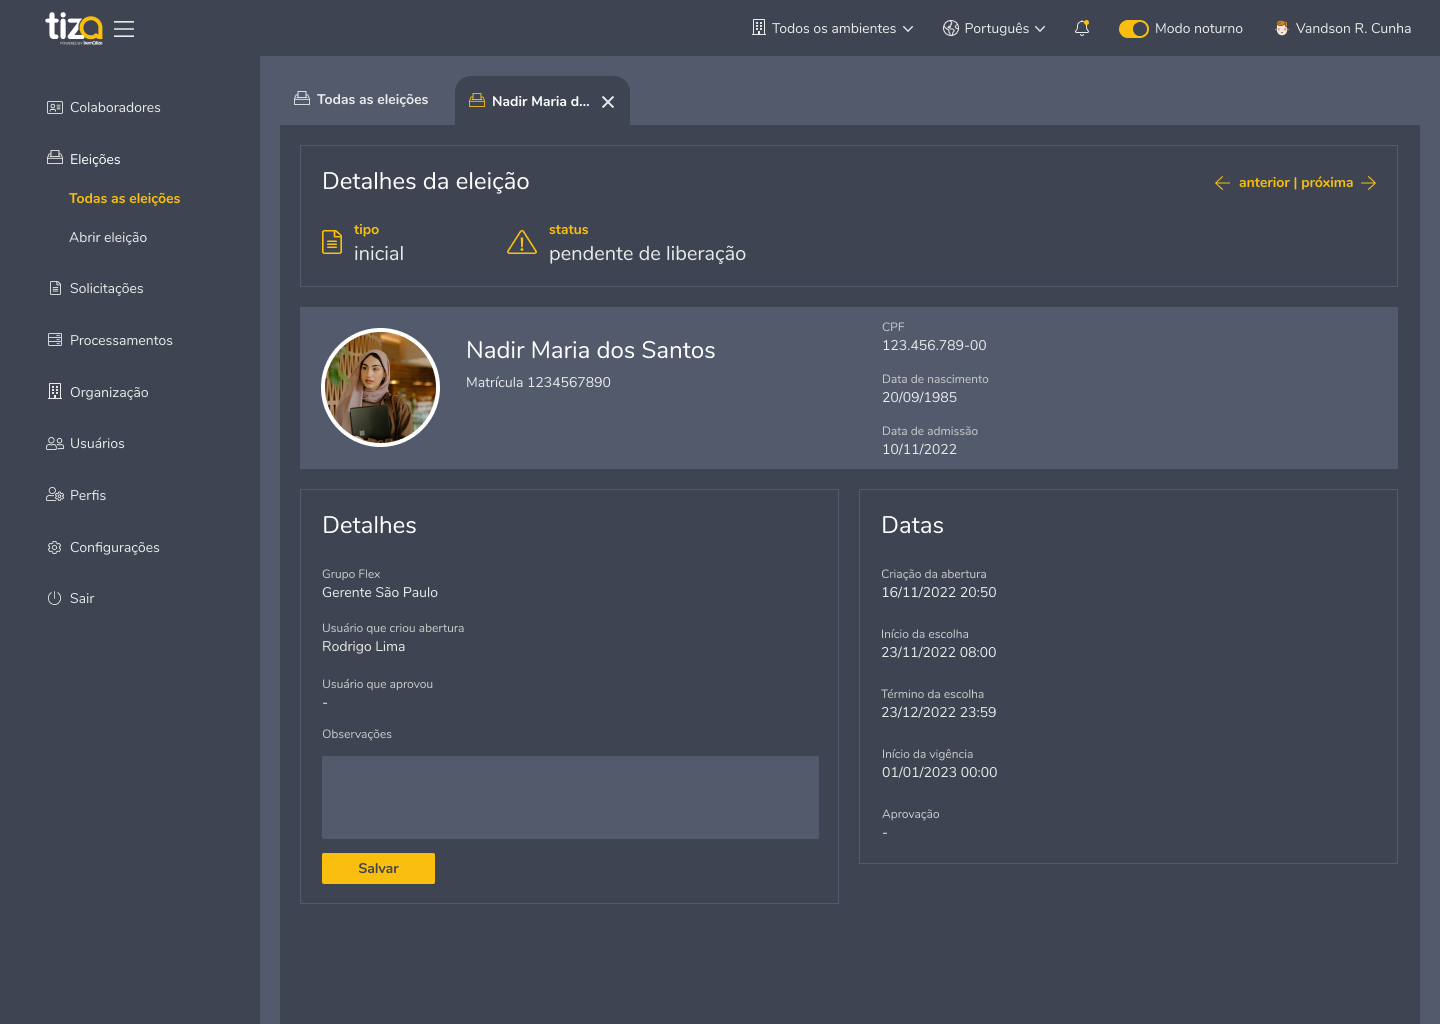 tiza
Todos os ambientes
Português
Modo noturno
Vandson R. Cunha
Colaboradores
Eleições
Todas as eleições
Abrir eleição
Solicitações
Processamentos
Organização
Usuários
Perfis
Configurações
Sair
Todas as eleições
Nadir Maria d...
Detalhes da eleição
anterior | próxima
tipo
inicial
status
pendente de liberação
Nadir Maria dos Santos
Matrícula 1234567890
CPF
123.456.789-00
Data de nascimento
20/09/1985
Data de admissão
10/11/2022
Detalhes
Grupo Flex
Gerente São Paulo
Usuário que criou abertura
Rodrigo Lima
Usuário que aprovou
-
Observações
Salvar
Datas
Criação da abertura
16/11/2022 20:50
Início da escolha
23/11/2022 08:00
Término da escolha
23/12/2022 23:59
Início da vigência
01/01/2023 00:00
Aprovação
-